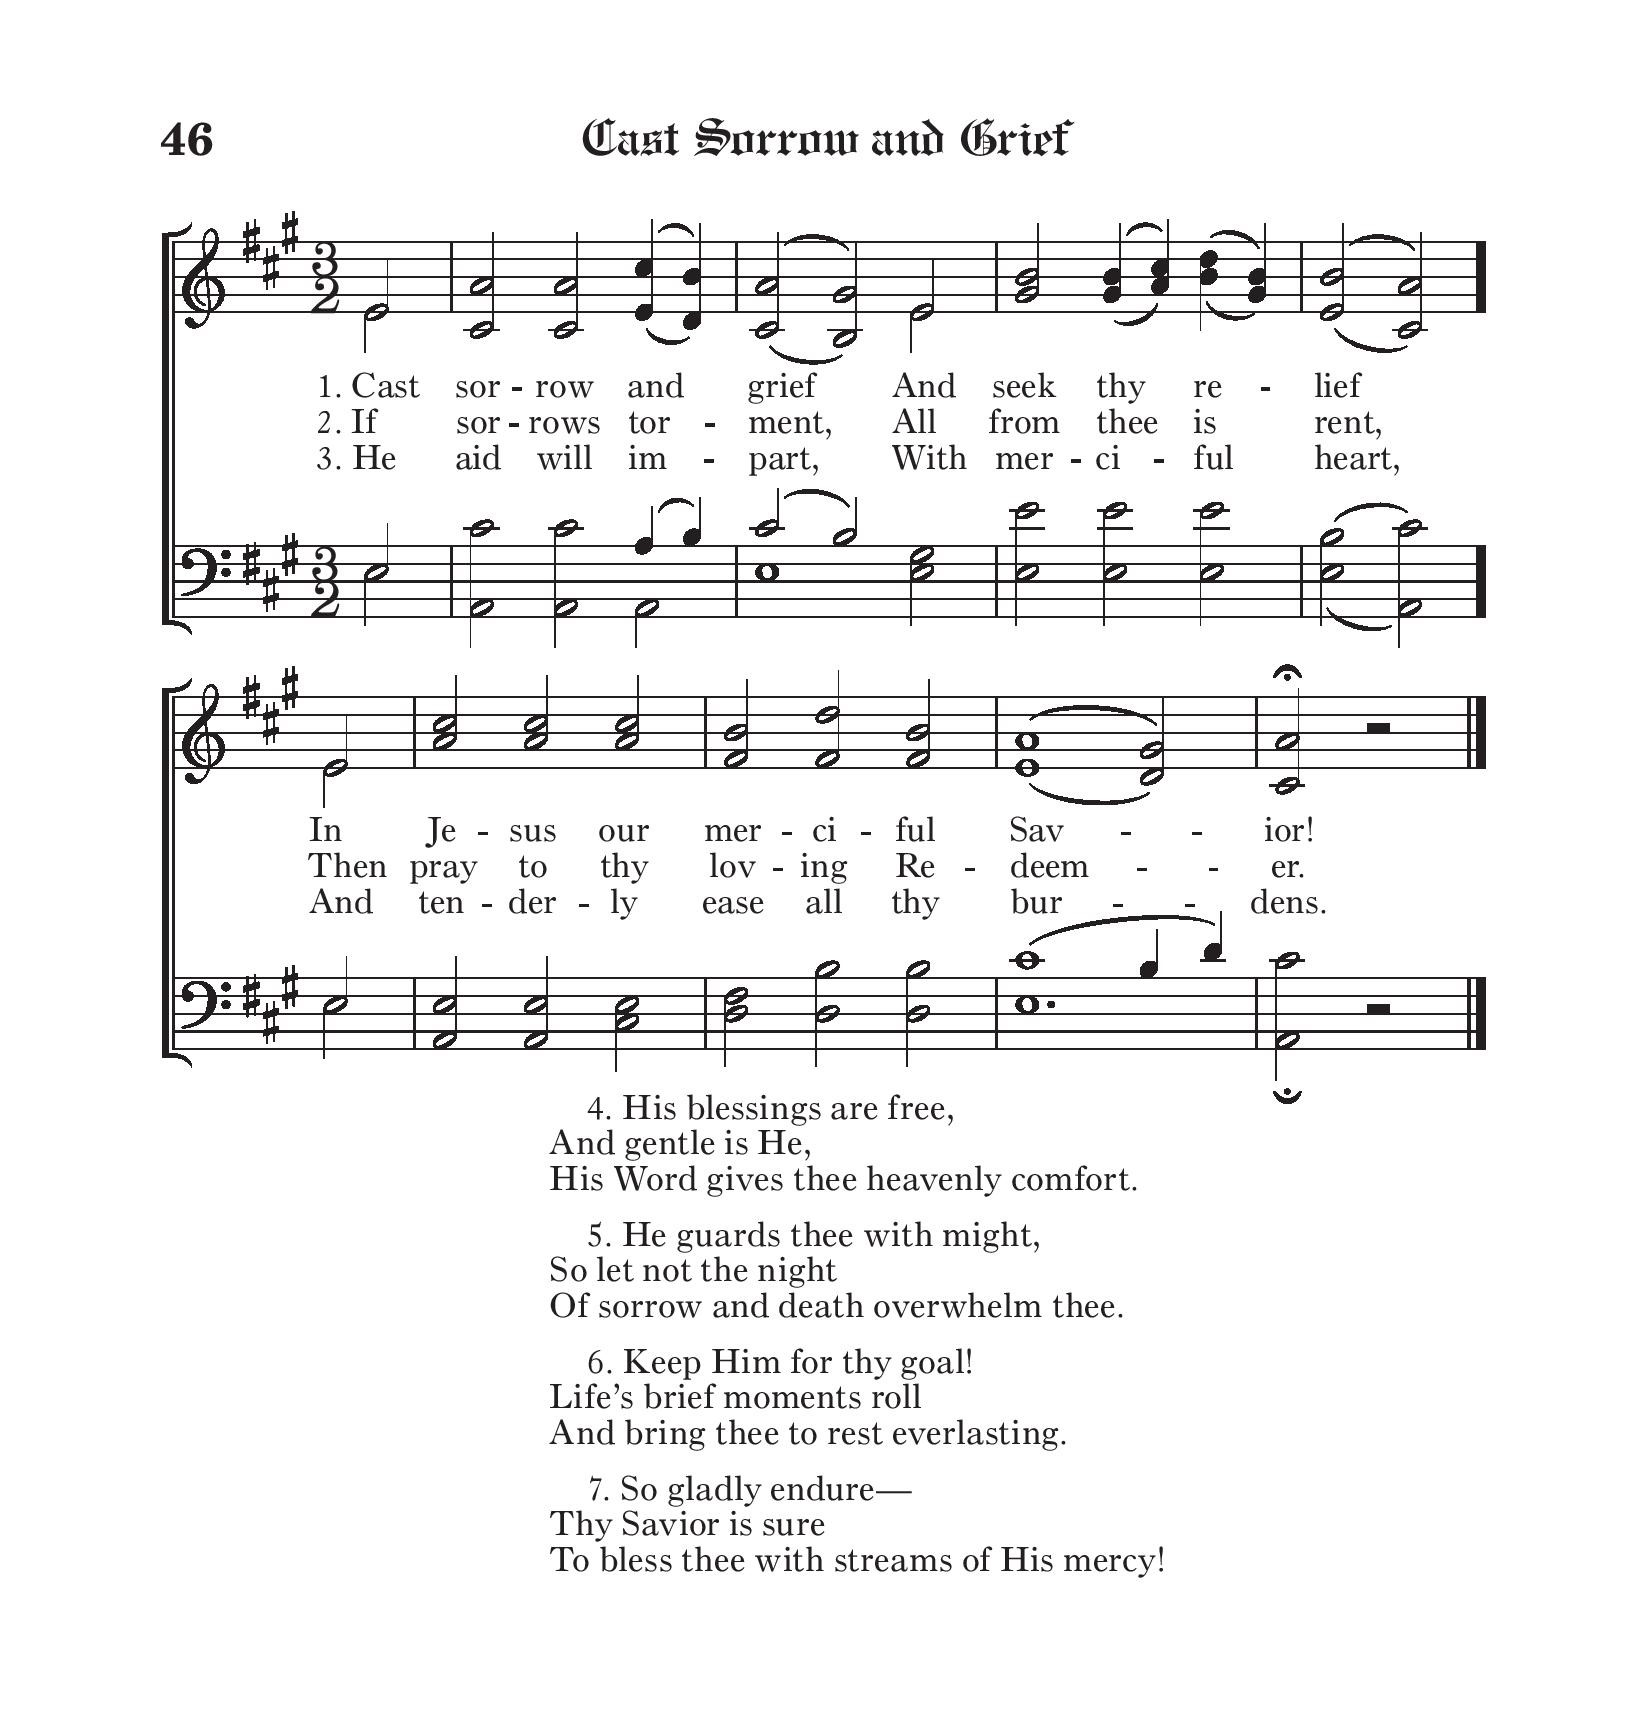 46 Cast Sorrow and Grief
3 2
1. Cast sor - row and grief And seek thy re - lief
2. If sor - rows tor - ment, All from thee is rent,
3. He aid will im - part, With mer - ci - ful heart,
3 2
In Je - sus our mer - ci - ful Sav - - ior!
Then pray to thy lov - ing Re - deem - - er.
And ten - der - ly ease all thy bur - - dens.
4. His blessings are free,
And gentle is He,
His Word gives thee heavenly comfort.
5. He guards thee with might,
So let not the night
Of sorrow and death overwhelm thee.
6. Keep Him for thy goal!
Life’s brief moments roll
And bring thee to rest everlasting.
7. So gladly endure—
Thy Savior is sure
To bless thee with streams of His mercy!